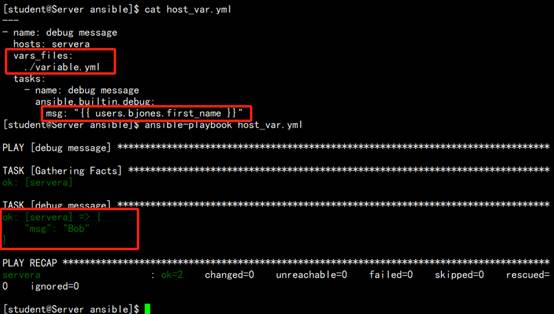 [student@Server ansible]$ cat host_var.yml
---
- name: debug message
  hosts: servera
  vars_files:
    ./variable.yml
  tasks:
    - name: debug message
      ansible.builtin.debug:
        msg: "{{ users.bjones.first_name }}"
[student@Server ansible]$ ansible-playbook host_var.yml
PLAY [debug message] ******************************************************************
TASK [Gathering Facts] ****************************************************************
ok: [servera]
TASK [debug message] ******************************************************************
ok: [servera] => {
    "msg": "Bob"
}
PLAY RECAP ****************************************************************************
servera                    : ok=2    changed=0    unreachable=0    failed=0    skipped=0    rescued=
0    ignored=0
[student@Server ansible]$